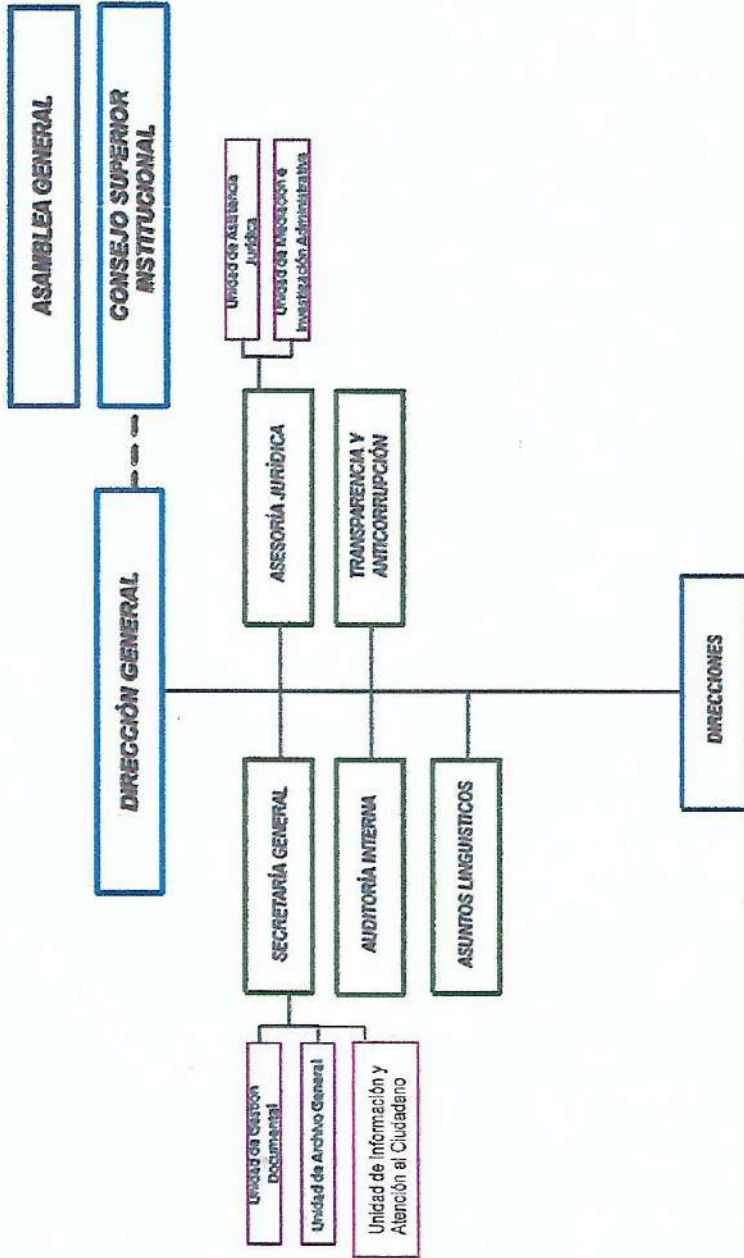 ASAMBLEA GENERAL
CONSEJO SUPERIOR
INSTITUCIONAL
DIRECCIÓN GENERAL
SECRETARÍA GENERAL
ASESORÍA JURÍDICA
Unidad de Gestión
Documental
Unidad de Archivo General
Unidad de Información y
Atención al Ciudadano
Unidad de Asistencia
Jurídica
Unidad de Mediación e
Investigación Administrativa
AUDITORÍA INTERNA
TRANSPARENCIA Y
ANTICORRUPCIÓN
ASUNTOS LINGUISTICOS
DIRECCIONES